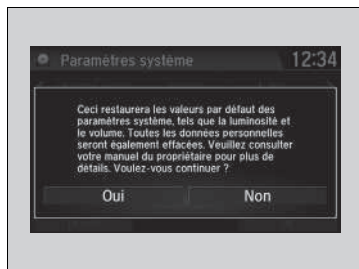 Paramètres système
12:34
Ceci restaurera les valeurs par défaut des
paramètres système, tels que la luminosité et
le volume. Toutes les données personnelles
seront également effacées. Veuillez consulter
votre manuel du propriétaire pour plus de
détails. Voulez-vous continuer ?
Oui
Non